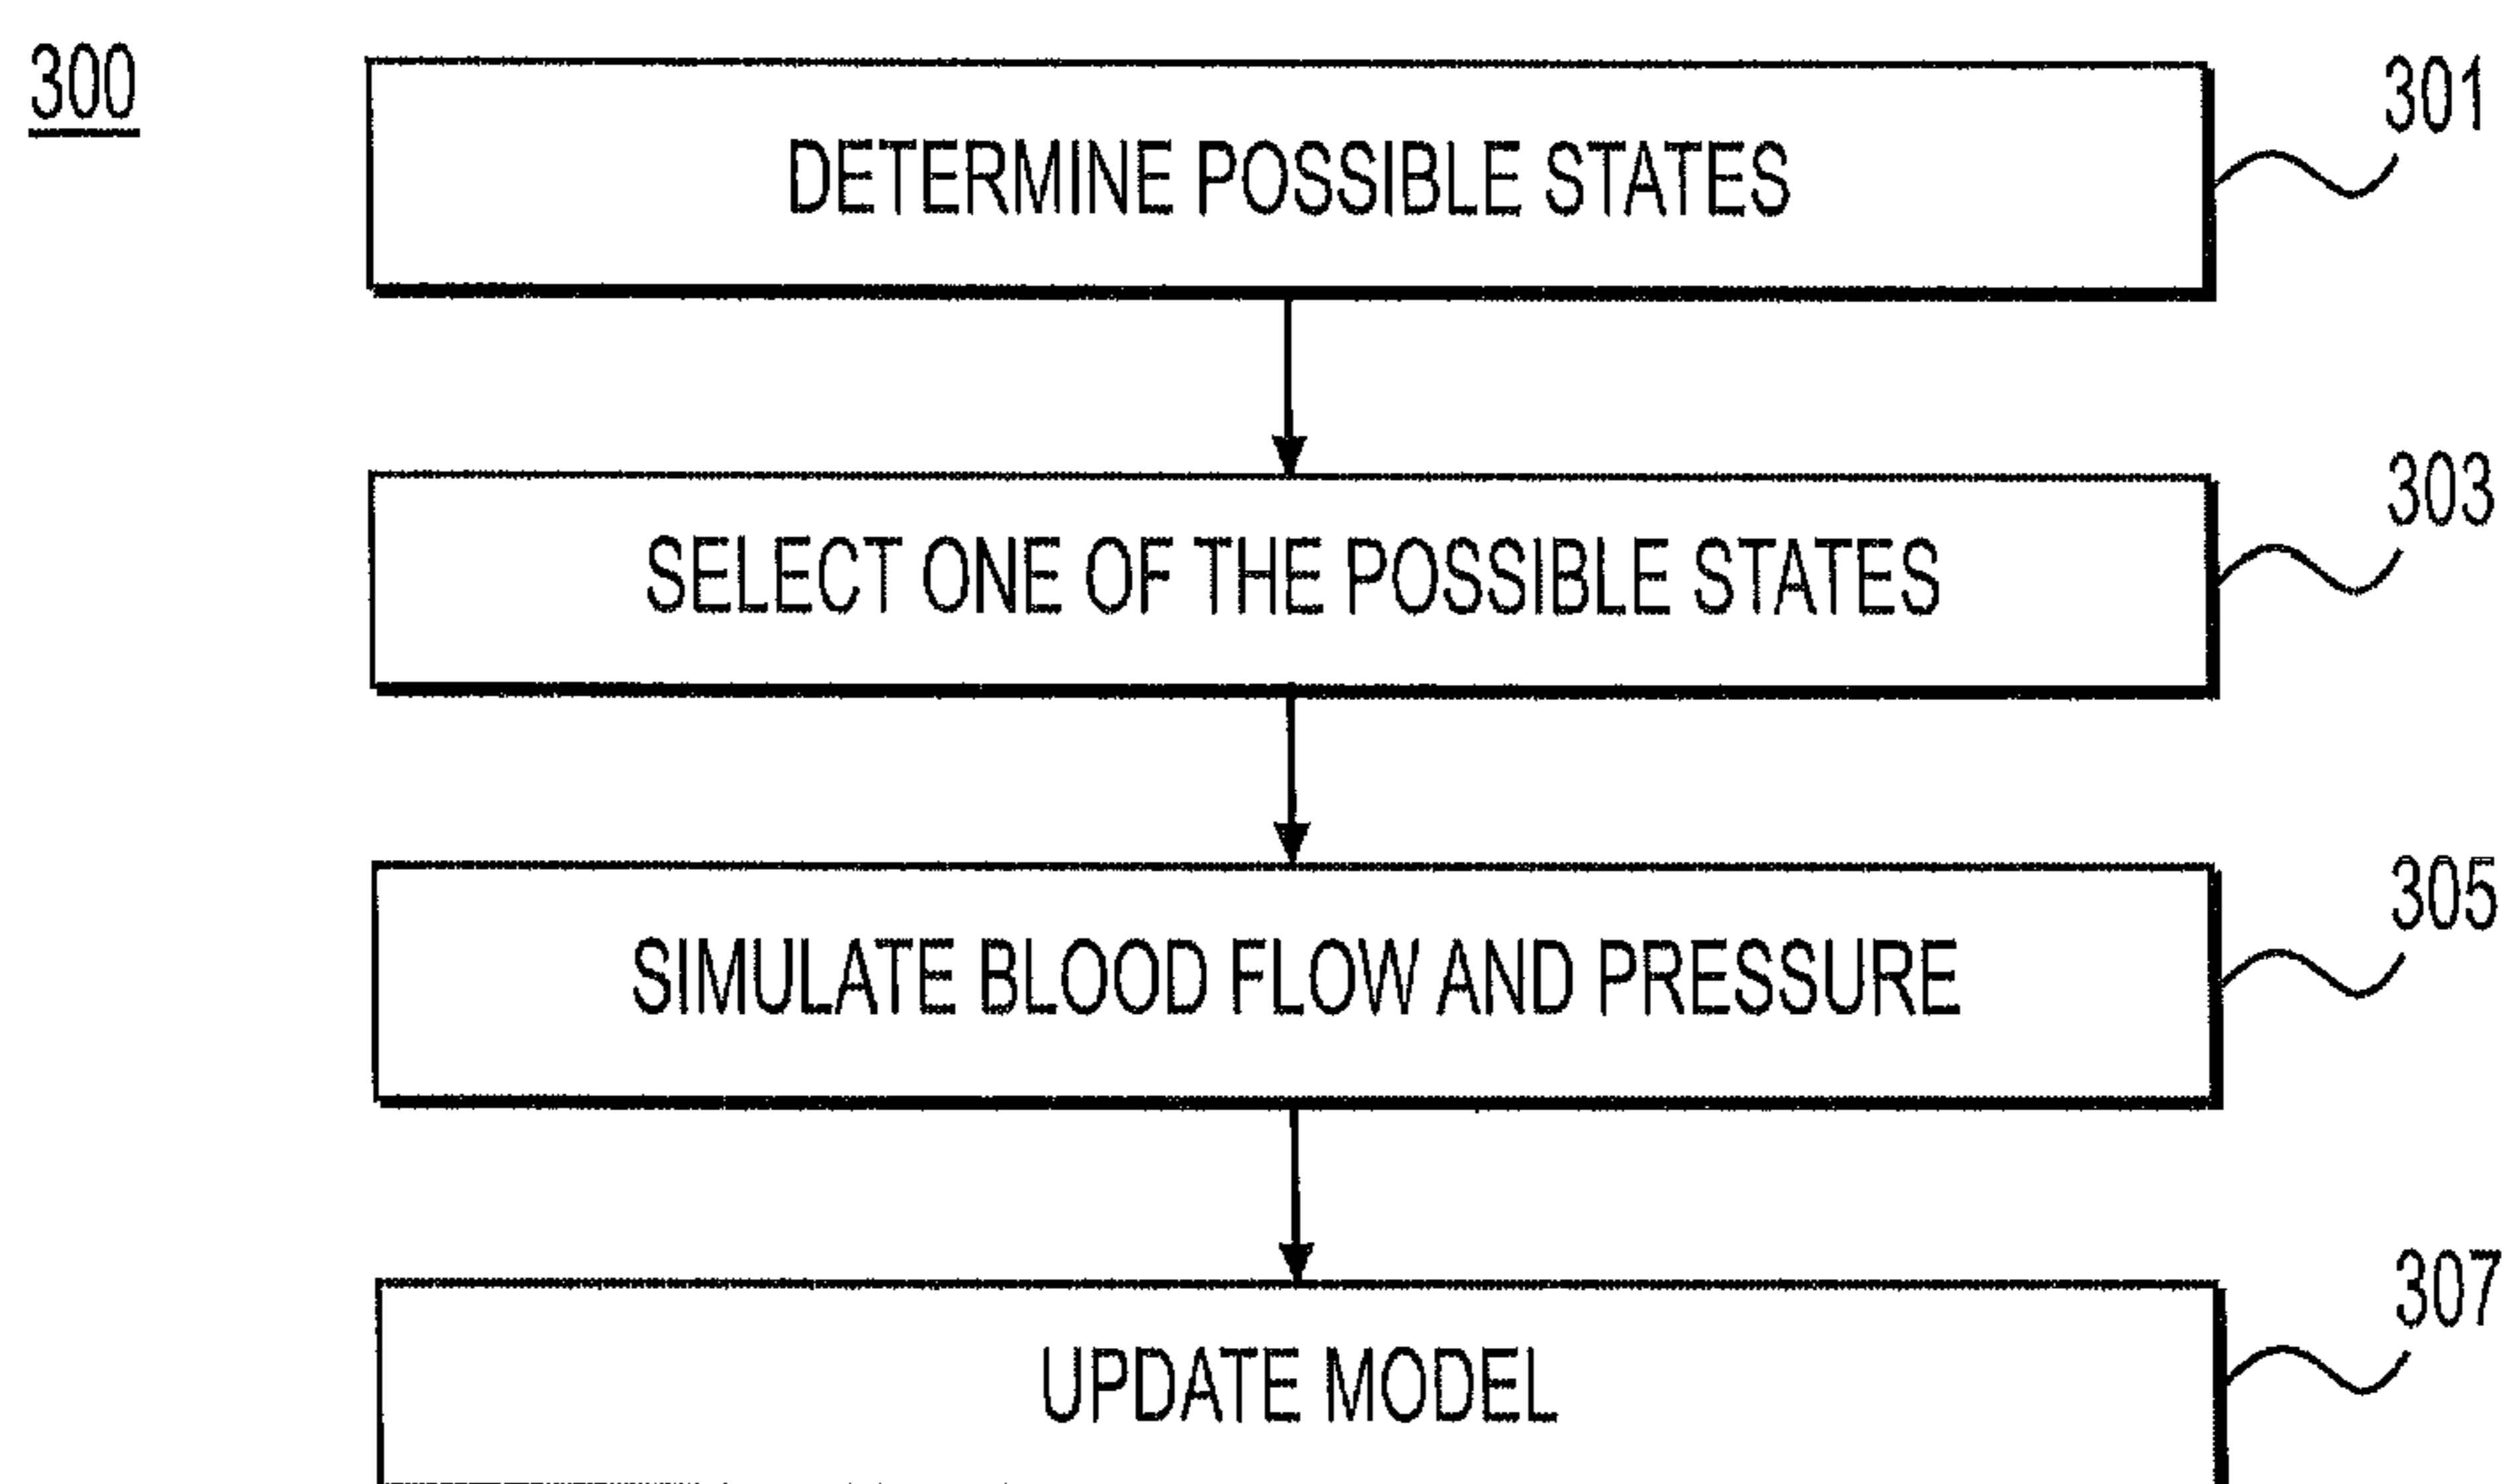 300
DETERMINE POSSIBLE STATES
301
SELECT ONE OF THE POSSIBLE STATES
303
SIMULATE BLOOD FLOW AND PRESSURE
305
UPDATE MODEL
307